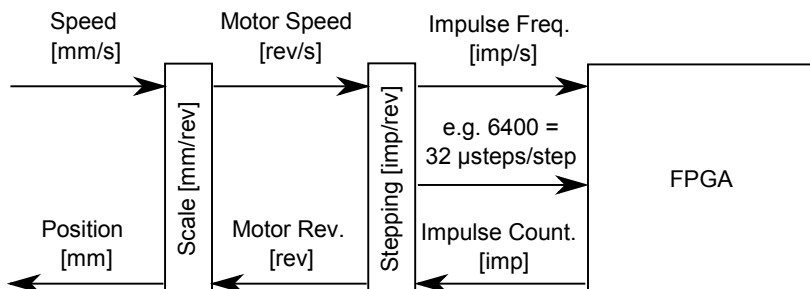 Speed
[mm/s]
Motor Speed
[rev/s]
Impulse Freq.
[imp/s]
Scale [mm/rev]
Stepping [imp/rev]
e.g. 6400 =
32 µsteps/step
FPGA
Position
[mm]
Motor Rev.
[rev]
Impulse Count.
[imp]